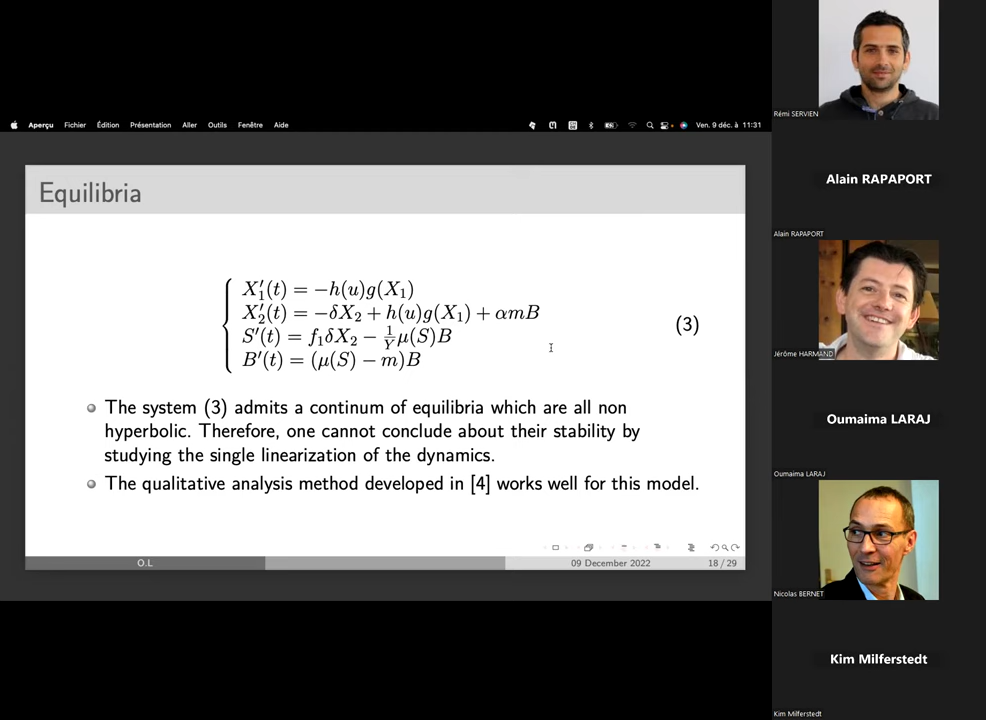 Aperçu Fichier Édition Présentation Aller Outils Fenêtre Aide Ven. 9 déc. à 11:31
Equilibria
X′₁(t) = −h(u)g(X₁)
X′₂(t) = −δX₂ + h(u)g(X₁) + αmB
S′(t) = f₁δX₂ − 1/Y μ(S)B
B′(t) = (μ(S) − m)B
(3)
The system (3) admits a continum of equilibria which are all non
hyperbolic. Therefore, one cannot conclude about their stability by
studying the single linearization of the dynamics.
The qualitative analysis method developed in [4] works well for this model.
O.L 09 December 2022 18 / 29
Rémi SERVIEN
Alain RAPAPORT
Alain RAPAPORT
Jérôme HARMAND
Oumaima LARAJ
Oumaima LARAJ
Nicolas BERNET
Kim Milferstedt
Kim Milferstedt